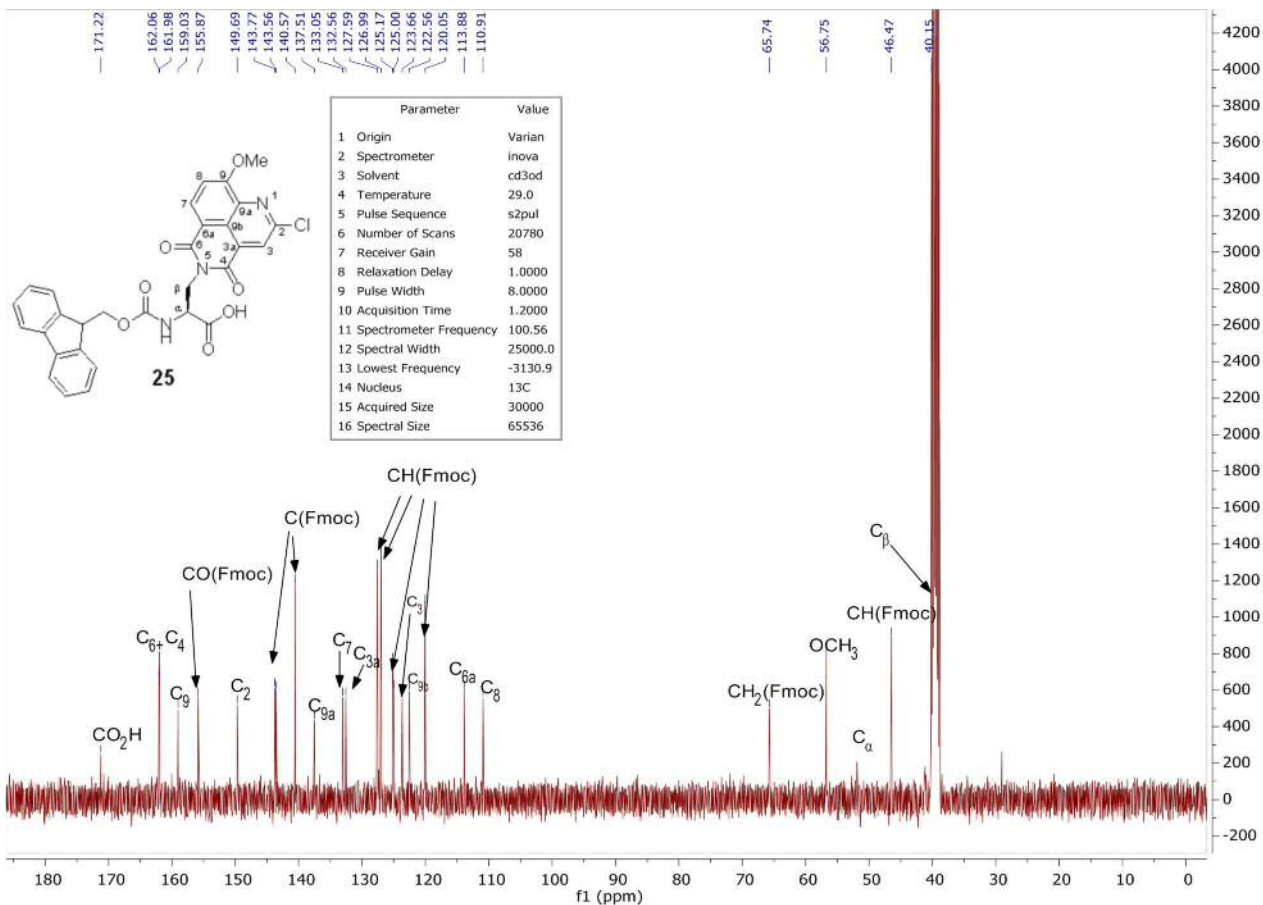 171.22
162.06
161.98
159.03
155.87
149.69
143.77
143.56
140.57
137.51
133.05
132.56
127.59
126.99
125.17
125.00
123.66
122.56
120.05
113.88
110.91
65.74
56.75
46.47
40.15
Parameter Value
1 Origin Varian
2 Spectrometer inova
3 Solvent cd3od
4 Temperature 29.0
5 Pulse Sequence s2pul
6 Number of Scans 20780
7 Receiver Gain 58
8 Relaxation Delay 1.0000
9 Pulse Width 8.0000
10 Acquisition Time 1.2000
11 Spectrometer Frequency 100.56
12 Spectral Width 25000.0
13 Lowest Frequency -3130.9
14 Nucleus 13C
15 Acquired Size 30000
16 Spectral Size 65536
OMe
8 9
7 9a N 1
6a 9b 2 Cl
O 6 3a 3
5 N 4 O
β
O α OH
O N H O
25
CH(Fmoc)
C(Fmoc)
CO(Fmoc)
C6+ C4
C9
CO2H
C2
C9a
C7
C3a
C3
C9b
C6a
C8
CH2(Fmoc)
OCH3
Cα
CH(Fmoc)
Cβ
4200
4000
3800
3600
3400
3200
3000
2800
2600
2400
2200
2000
1800
1600
1400
1200
1000
800
600
400
200
0
-200
180 170 160 150 140 130 120 110 100 90 80 70 60 50 40 30 20 10 0
f1 (ppm)